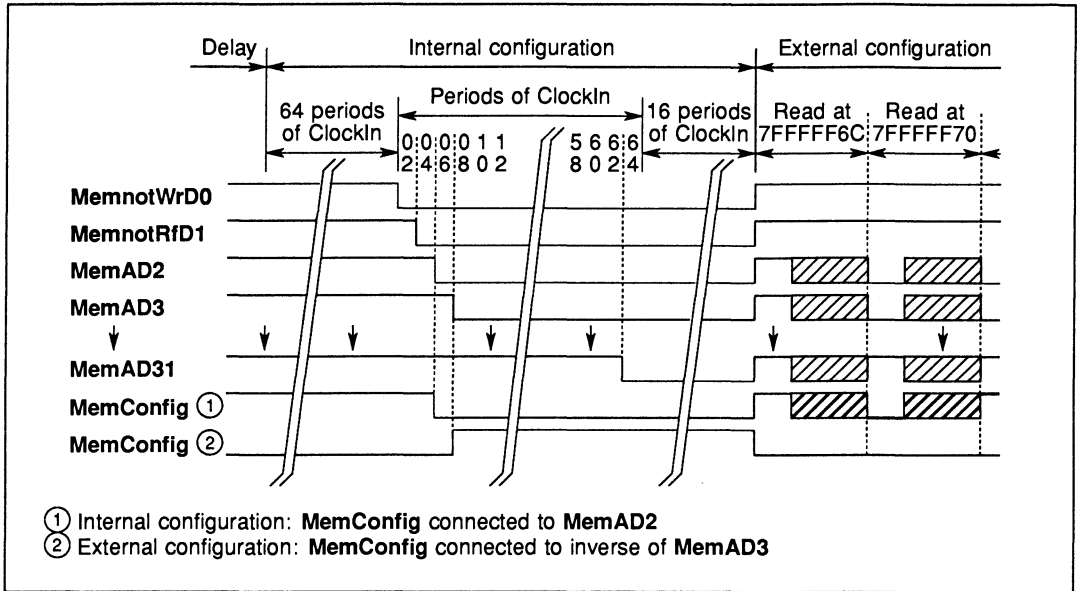 Delay Internal configuration External configuration
Periods of ClockIn
64 periods 16 periods Read at Read at
of ClockIn of ClockIn 7FFFFF6C 7FFFFF70
0 0 0 0 1 1 5 6 6 6
2 4 6 8 0 2 8 0 2 4
MemnotWrD0
MemnotRfD1
MemAD2
MemAD3
MemAD31
MemConfig ①
MemConfig ②
① Internal configuration: MemConfig connected to MemAD2
② External configuration: MemConfig connected to inverse of MemAD3